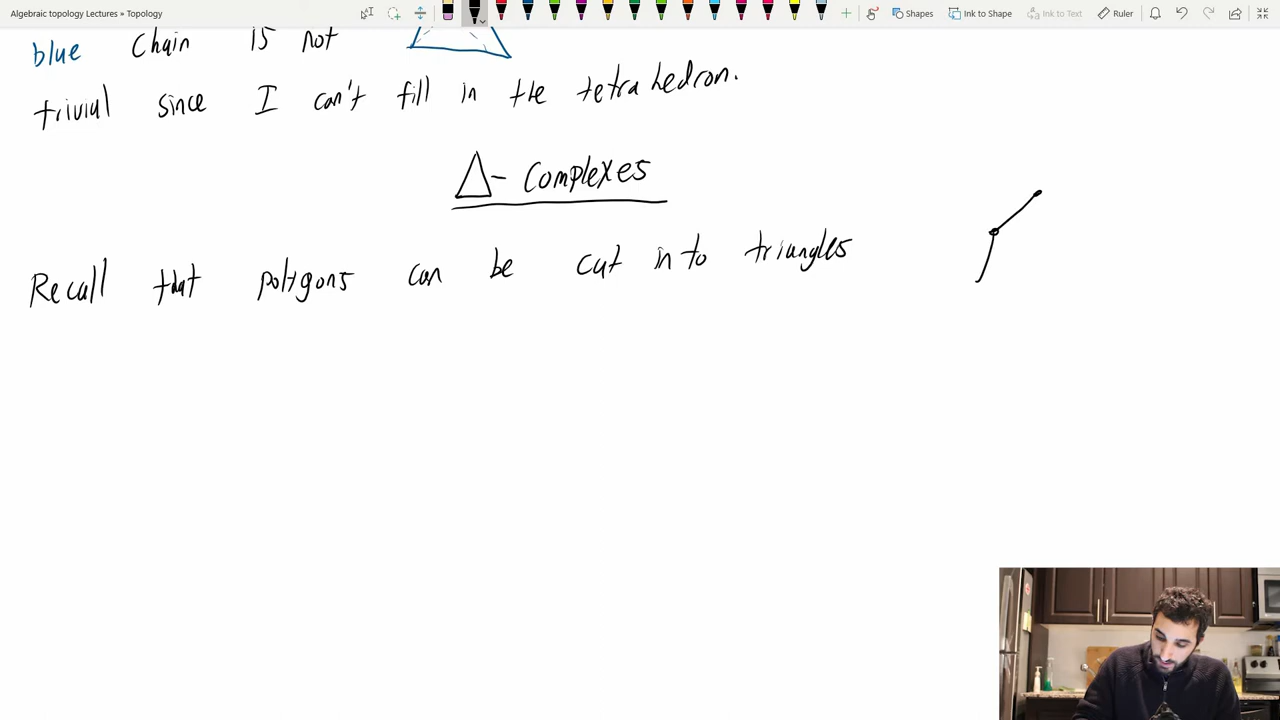 Algebraic topology Lectures » Topology
Shapes
Ink to Shape
Ink to Text
Ruler
blue Chain is not
trivial since I can't fill in the tetrahedron.
Δ- Complexes
Recall that polygons can be cut into triangles